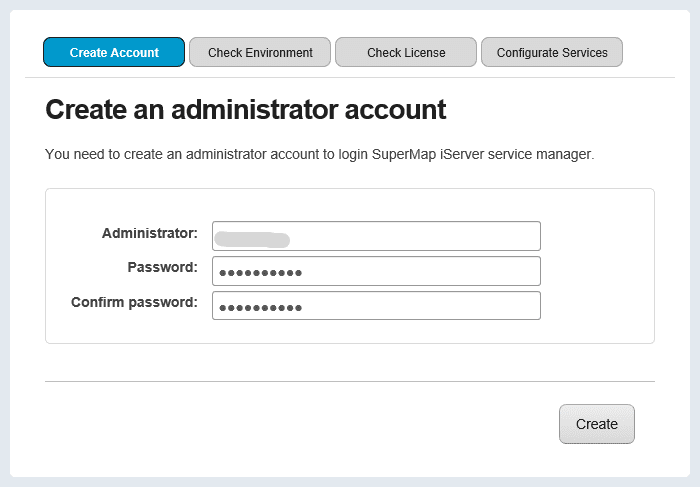 Create Account
Check Environment
Check License
Configurate Services
Create an administrator account
You need to create an administrator account to login SuperMap iServer service manager.
Administrator:
Password: ●●●●●●●●●●
Confirm password: ●●●●●●●●●●
Create